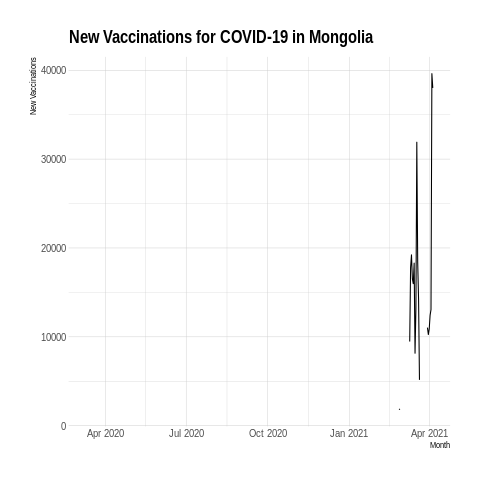 New Vaccinations for COVID-19 in Mongolia
New Vaccinations
40000
30000
20000
10000
0
Apr 2020 Jul 2020 Oct 2020 Jan 2021 Apr 2021
Month